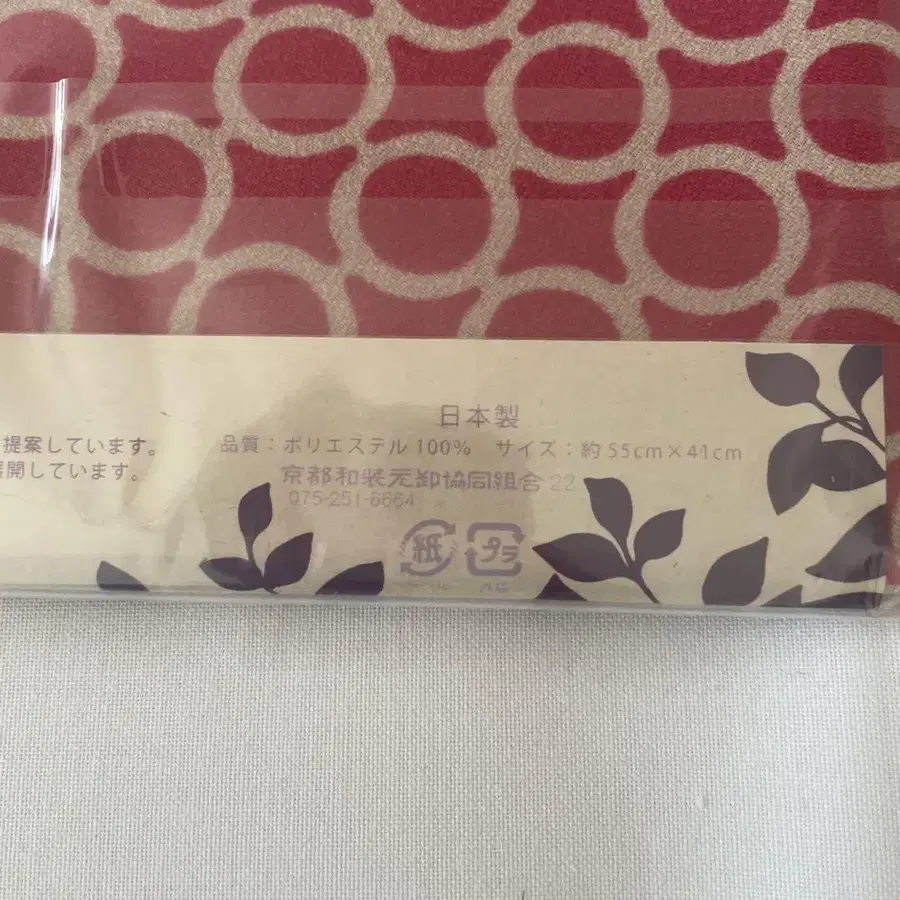 日本製
提案しています。
展開しています。
品質：ポリエステル 100%　サイズ：約 55cm×41cm
京都和装元卸協同組合 22
075-251-6664
紙
プラ